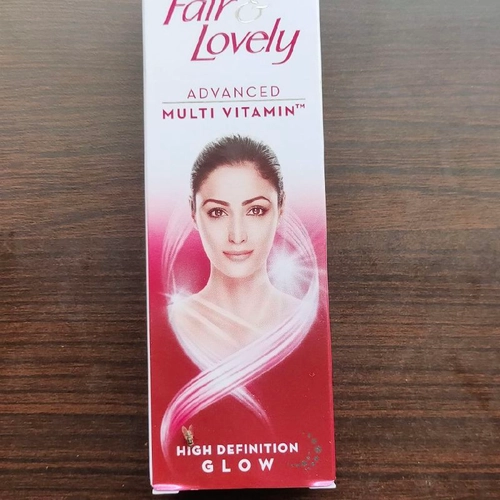 Fair &
Lovely
ADVANCED
MULTI VITAMIN™
HIGH DEFINITION
GLOW